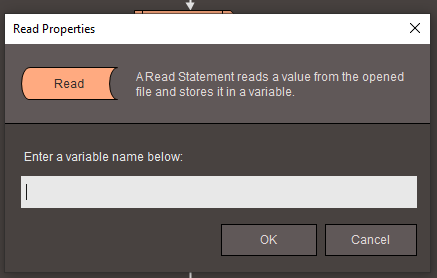 Read Properties
Read
A Read Statement reads a value from the opened
file and stores it in a variable.
Enter a variable name below:
OK
Cancel